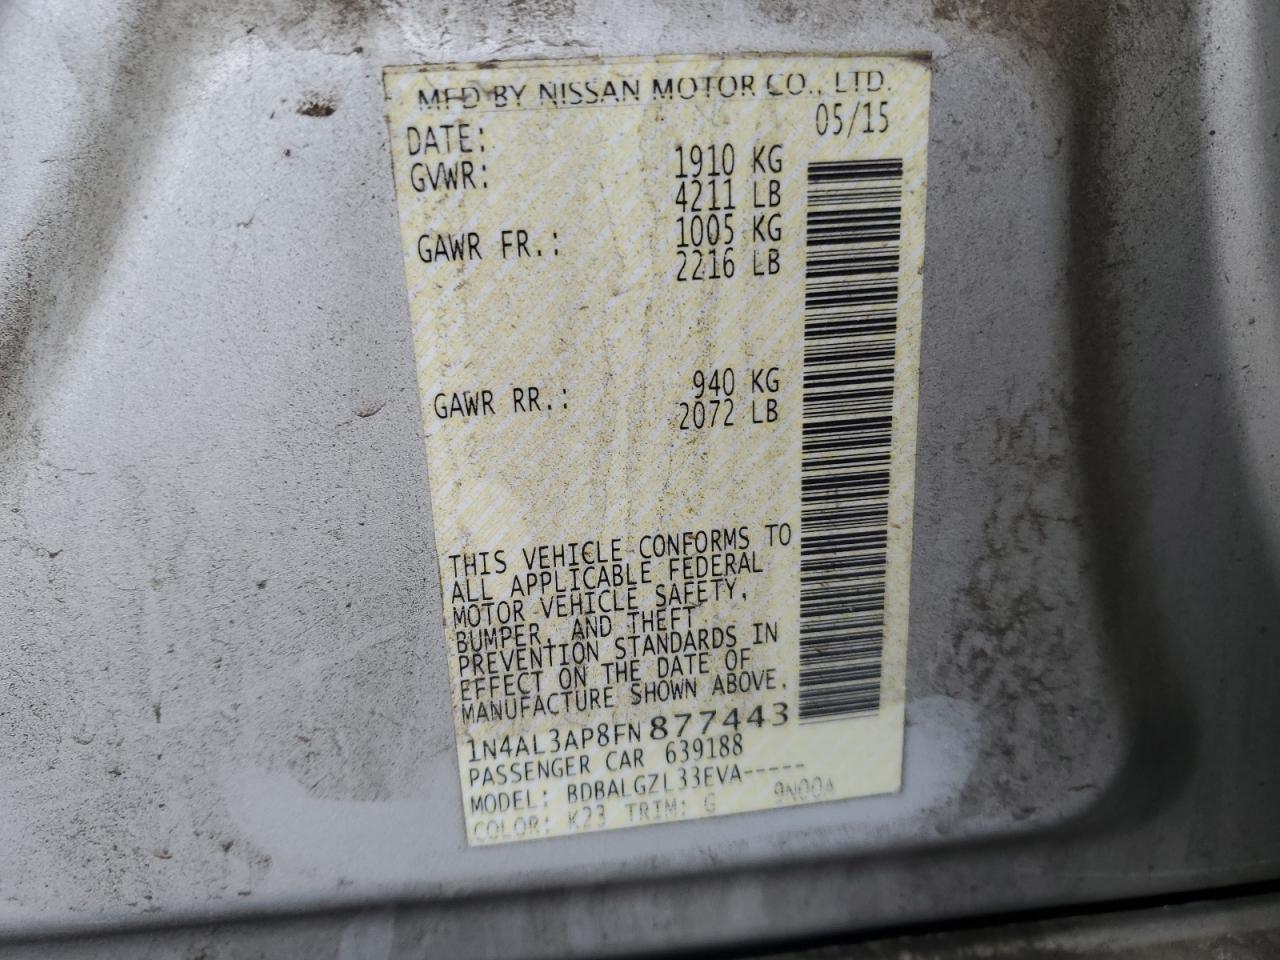 MFD BY NISSAN MOTOR CO., LTD.
DATE: 05/15
GVWR: 1910 KG
4211 LB
GAWR FR.: 1005 KG
2216 LB
GAWR RR.: 940 KG
2072 LB
THIS VEHICLE CONFORMS TO
ALL APPLICABLE FEDERAL
MOTOR VEHICLE SAFETY,
BUMPER, AND THEFT
PREVENTION STANDARDS IN
EFFECT ON THE DATE OF
MANUFACTURE SHOWN ABOVE.
1N4AL3AP8FN877443
PASSENGER CAR 639188
MODEL: BDBALGZL33EVA-----
COLOR: K23 TRIM: G 9N00A